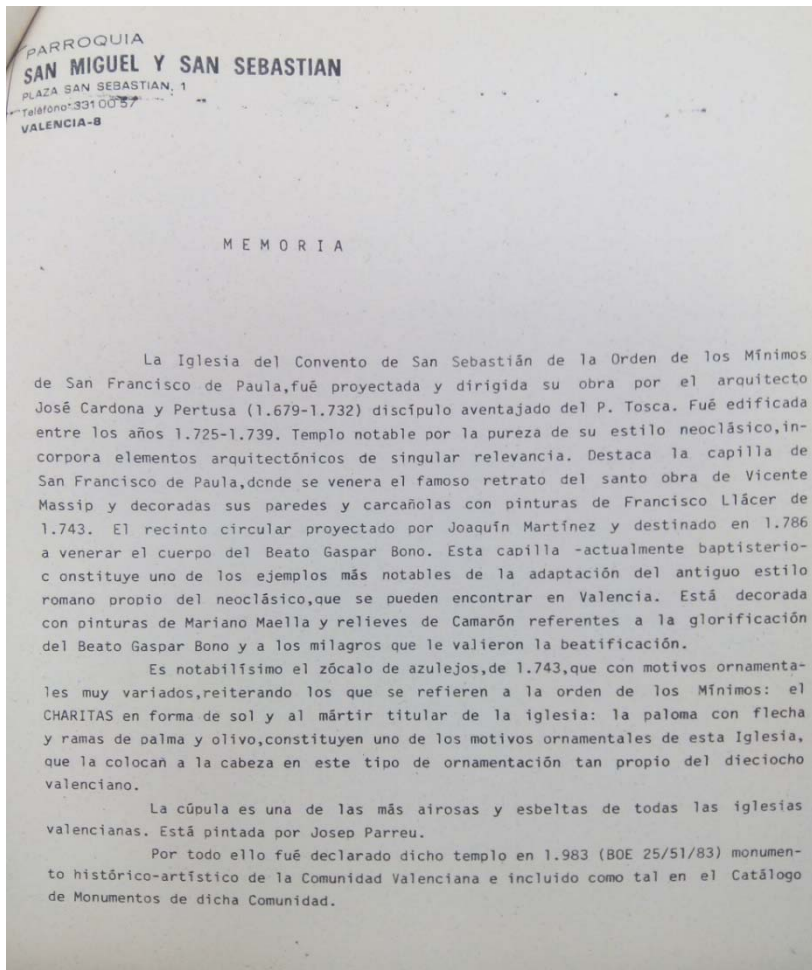 PARROQUIA
SAN MIGUEL Y SAN SEBASTIAN
PLAZA SAN SEBASTIAN, 1
Teléfono 331 00 57
VALENCIA-8
M E M O R I A
La Iglesia del Convento de San Sebastián de la Orden de los Mínimos
de San Francisco de Paula,fué proyectada y dirigida su obra por el arquitecto
José Cardona y Pertusa (1.679-1.732) discípulo aventajado del P. Tosca. Fué edificada
entre los años 1.725-1.739. Templo notable por la pureza de su estilo neoclásico,in-
corpora elementos arquitectónicos de singular relevancia. Destaca la capilla de
San Francisco de Paula,donde se venera el famoso retrato del santo obra de Vicente
Massip y decoradas sus paredes y carcañolas con pinturas de Francisco Llácer de
1.743. El recinto circular proyectado por Joaquín Martínez y destinado en 1.786
a venerar el cuerpo del Beato Gaspar Bono. Esta capilla -actualmente baptisterio-
c onstituye uno de los ejemplos más notables de la adaptación del antiguo estilo
romano propio del neoclásico,que se pueden encontrar en Valencia. Está decorada
con pinturas de Mariano Maella y relieves de Camarón referentes a la glorificación
del Beato Gaspar Bono y a los milagros que le valieron la beatificación.
Es notabilísimo el zócalo de azulejos,de 1.743,que con motivos ornamenta-
les muy variados,reiterando los que se refieren a la orden de los Mínimos: el
CHARITAS en forma de sol y al mártir titular de la iglesia: la paloma con flecha
y ramas de palma y olivo,constituyen uno de los motivos ornamentales de esta Iglesia,
que la colocan a la cabeza en este tipo de ornamentación tan propio del dieciocho
valenciano.
La cúpula es una de las más airosas y esbeltas de todas las iglesias
valencianas. Está pintada por Josep Parreu.
Por todo ello fué declarado dicho templo en 1.983 (BOE 25/51/83) monumen-
to histórico-artístico de la Comunidad Valenciana e incluido como tal en el Catálogo
de Monumentos de dicha Comunidad.